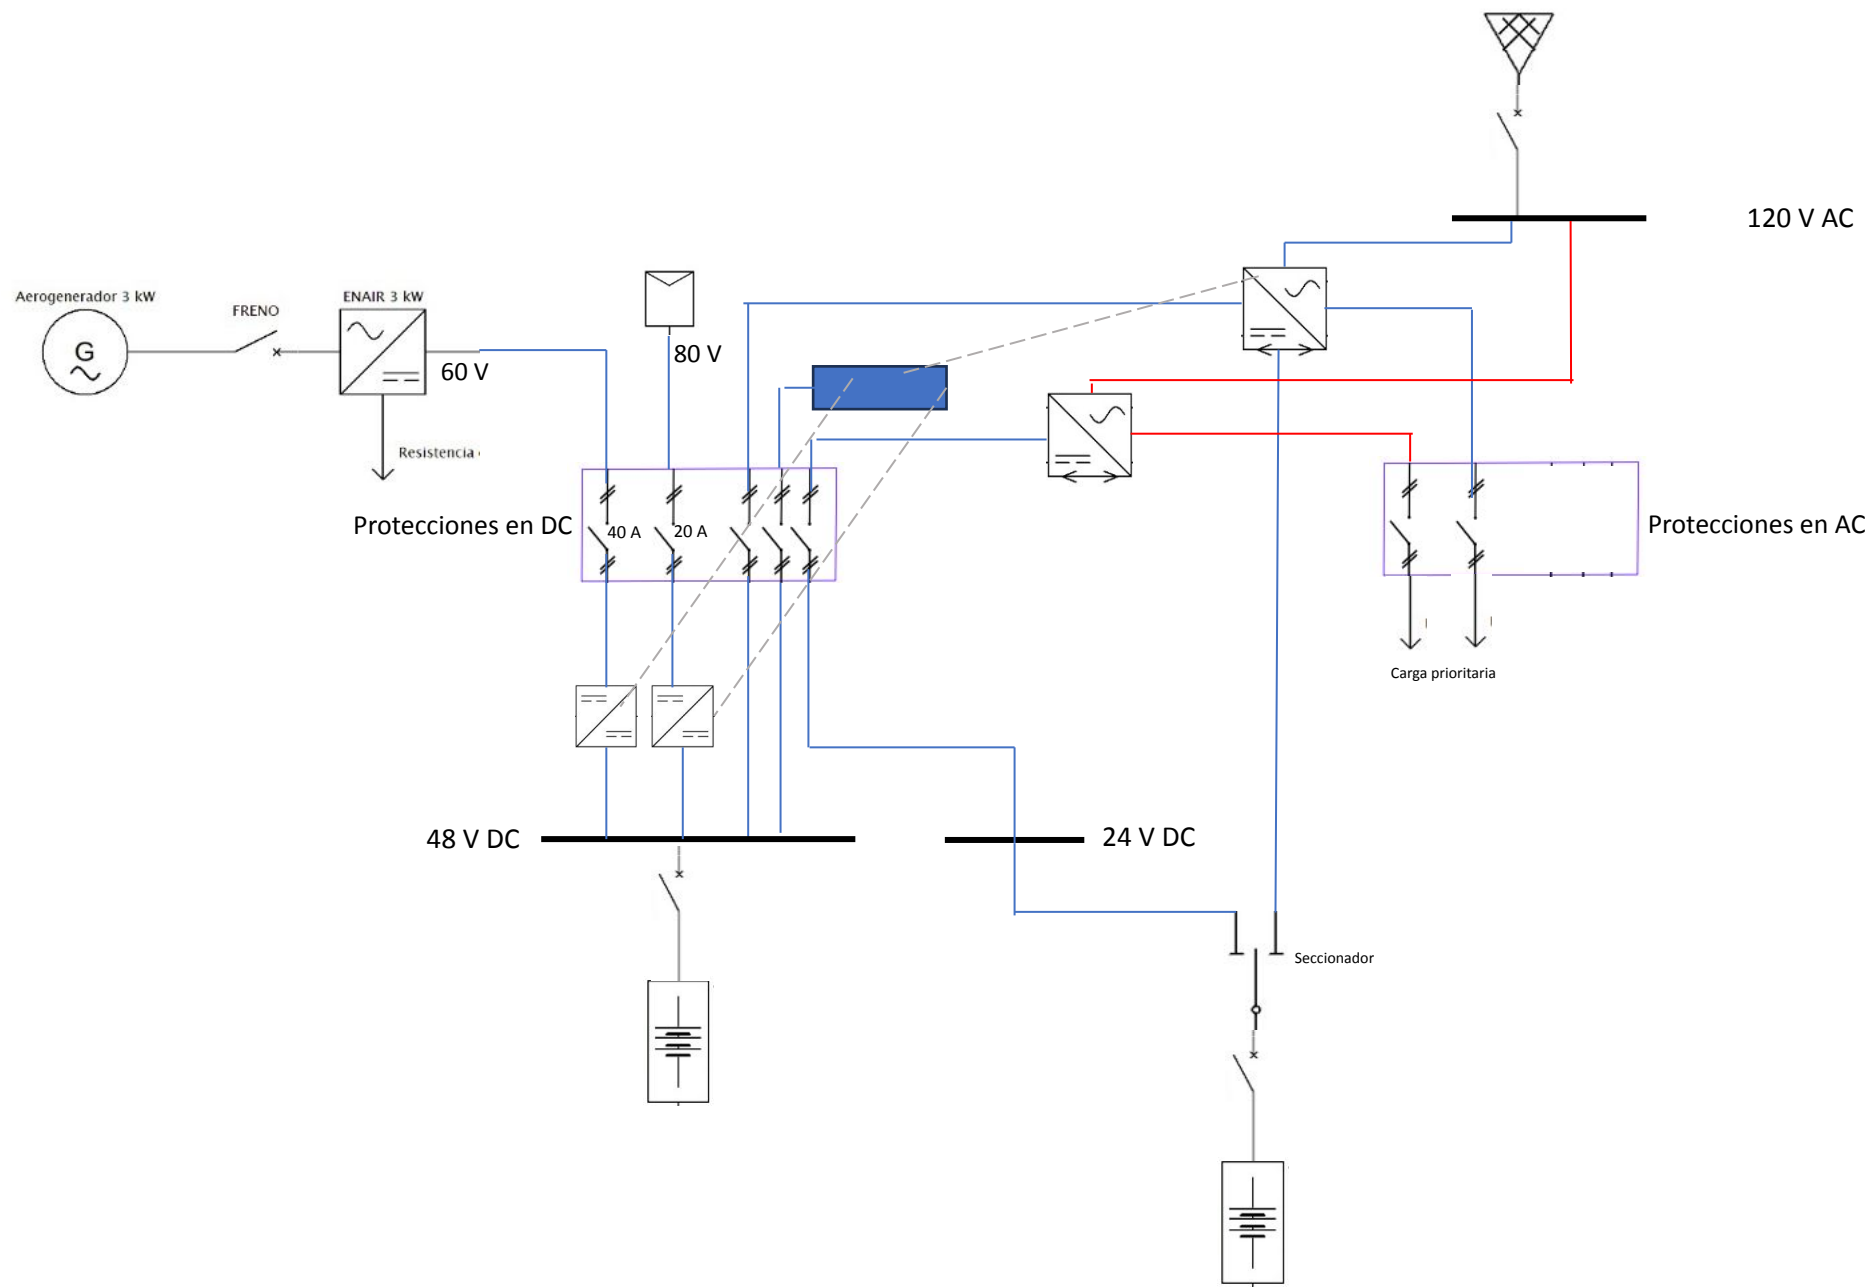 120 V AC
Aerogenerador 3 kW
FRENO
ENAIR 3 kW
G
60 V
80 V
Resistencia
Protecciones en DC
40 A
20 A
Protecciones en AC
Carga prioritaria
48 V DC
24 V DC
Seccionador